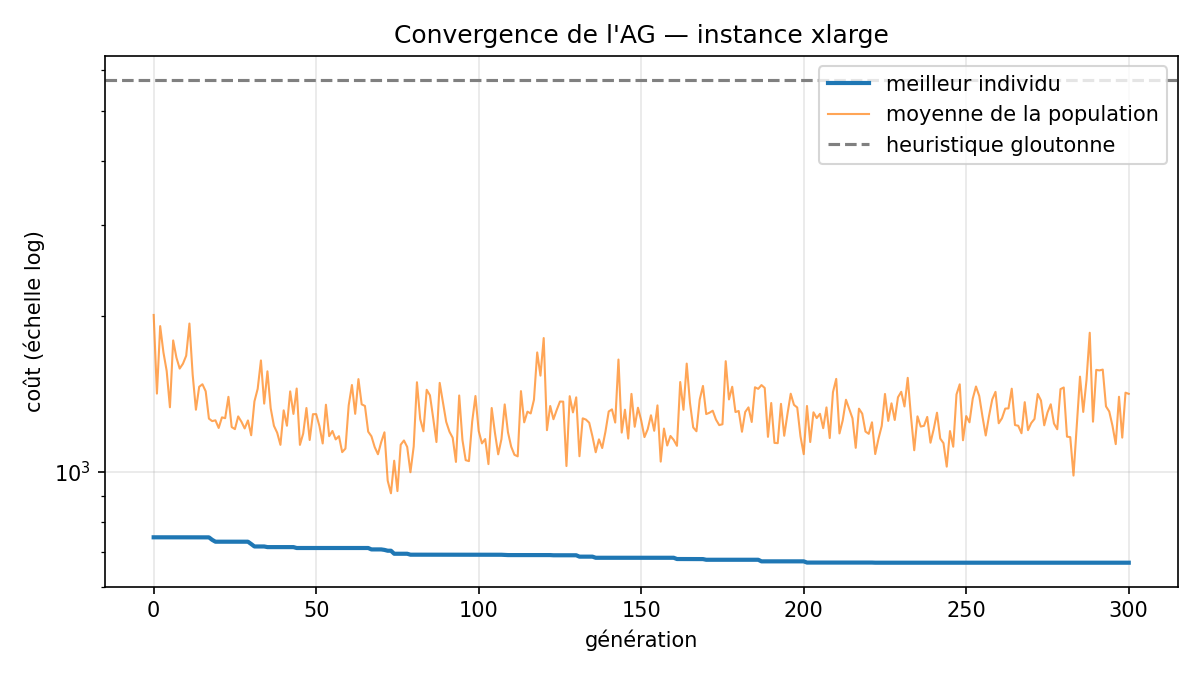 Convergence de l'AG — instance xlarge
meilleur individu
moyenne de la population
heuristique gloutonne
coût (échelle log)
10³
0 50 100 150 200 250 300
génération